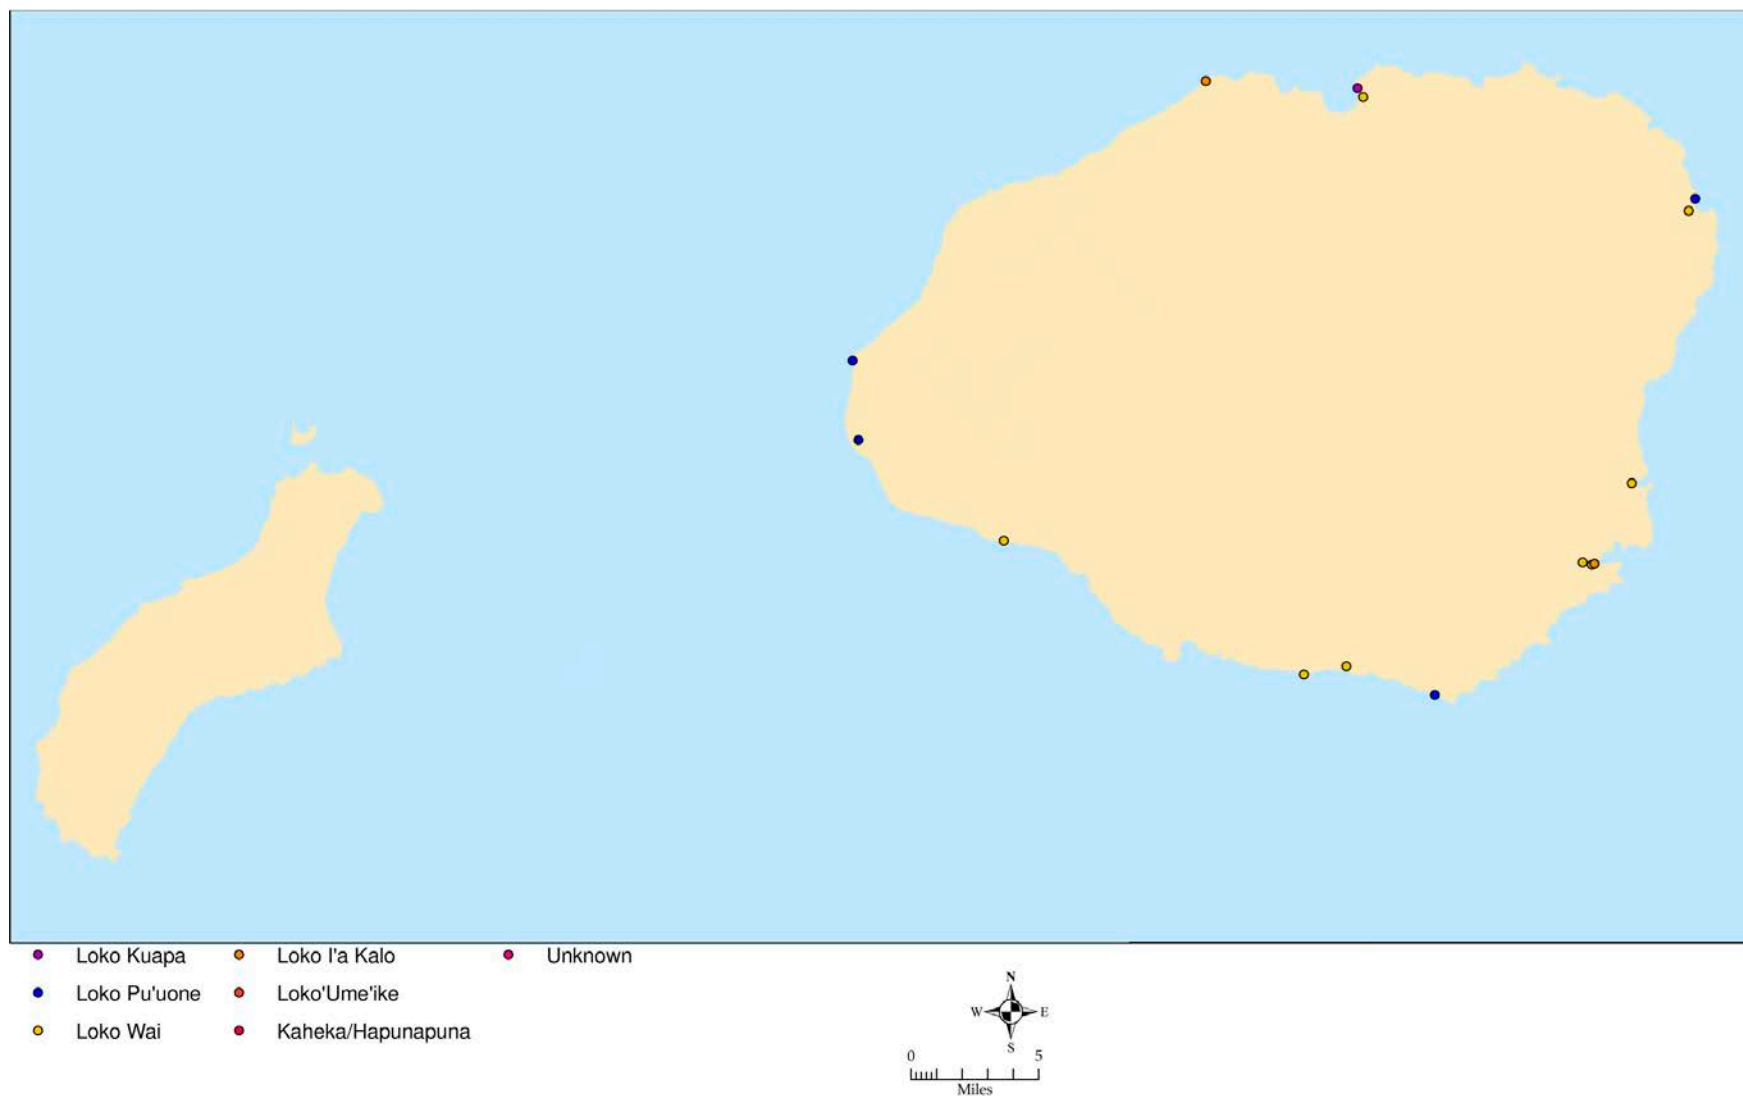 Loko Kuapa
Loko Pu'uone
Loko Wai
Loko I'a Kalo
Loko'Ume'ike
Kaheka/Hapunapuna
Unknown
N
W E
S
0 5
Miles